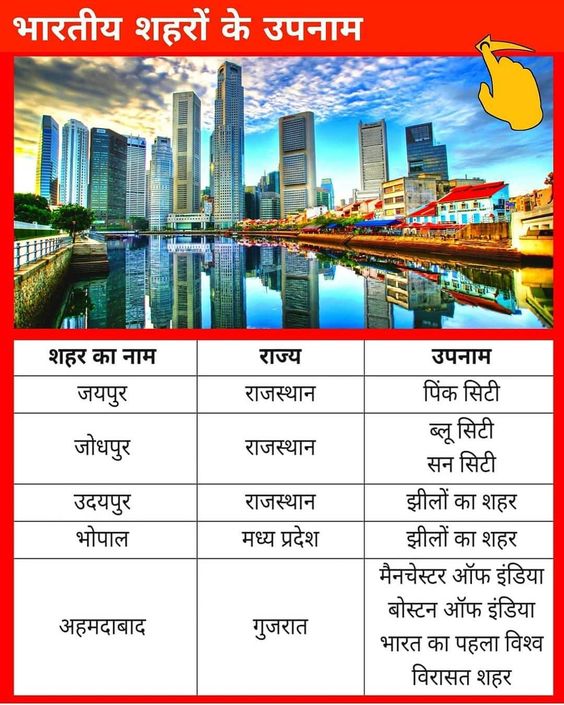 भारतीय शहरों के उपनाम
शहर का नाम राज्य उपनाम
जयपुर राजस्थान पिंक सिटी
जोधपुर राजस्थान ब्लू सिटी
सन सिटी
उदयपुर राजस्थान झीलों का शहर
भोपाल मध्य प्रदेश झीलों का शहर
अहमदाबाद गुजरात मैनचेस्टर ऑफ इंडिया
बोस्टन ऑफ इंडिया
भारत का पहला विश्व
विरासत शहर